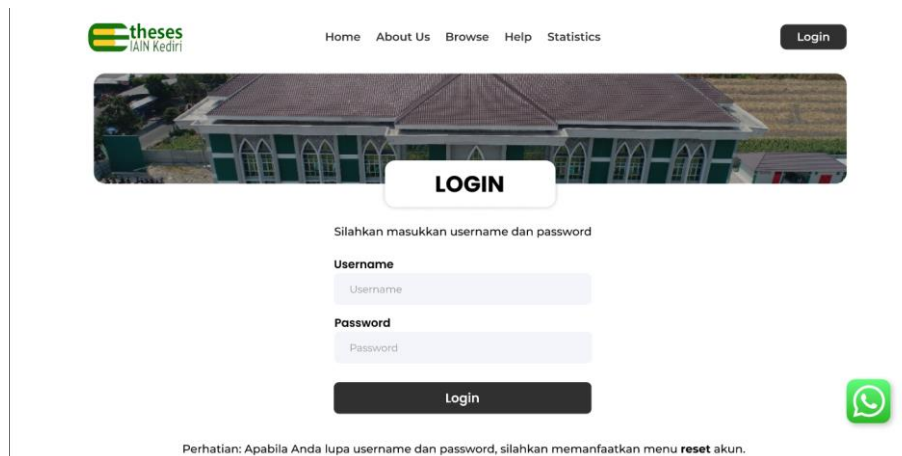 Etheses
IAIN Kediri
Home About Us Browse Help Statistics
Login
LOGIN
Silahkan masukkan username dan password
Username
Username
Password
Password
Login
Perhatian: Apabila Anda lupa username dan password, silahkan memanfaatkan menu reset akun.